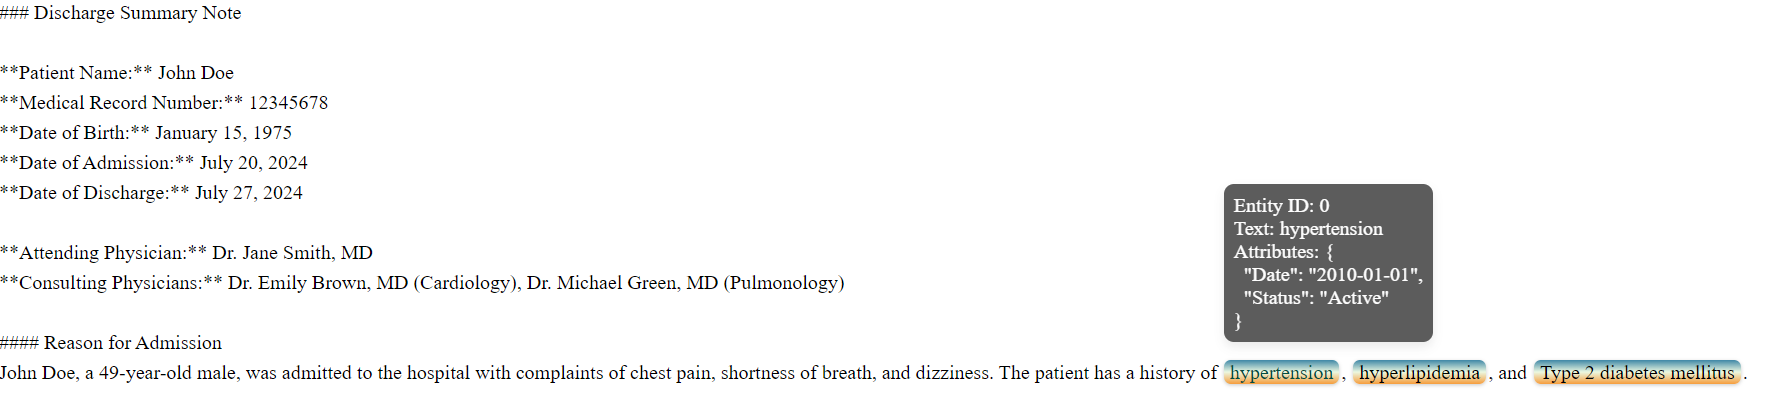 ### Discharge Summary Note
**Patient Name:** John Doe
**Medical Record Number:** 12345678
**Date of Birth:** January 15, 1975
**Date of Admission:** July 20, 2024
**Date of Discharge:** July 27, 2024
**Attending Physician:** Dr. Jane Smith, MD
**Consulting Physicians:** Dr. Emily Brown, MD (Cardiology), Dr. Michael Green, MD (Pulmonology)
Entity ID: 0
Text: hypertension
Attributes: {
"Date": "2010-01-01",
"Status": "Active"
}
#### Reason for Admission
John Doe, a 49-year-old male, was admitted to the hospital with complaints of chest pain, shortness of breath, and dizziness. The patient has a history of hypertension, hyperlipidemia, and Type 2 diabetes mellitus.